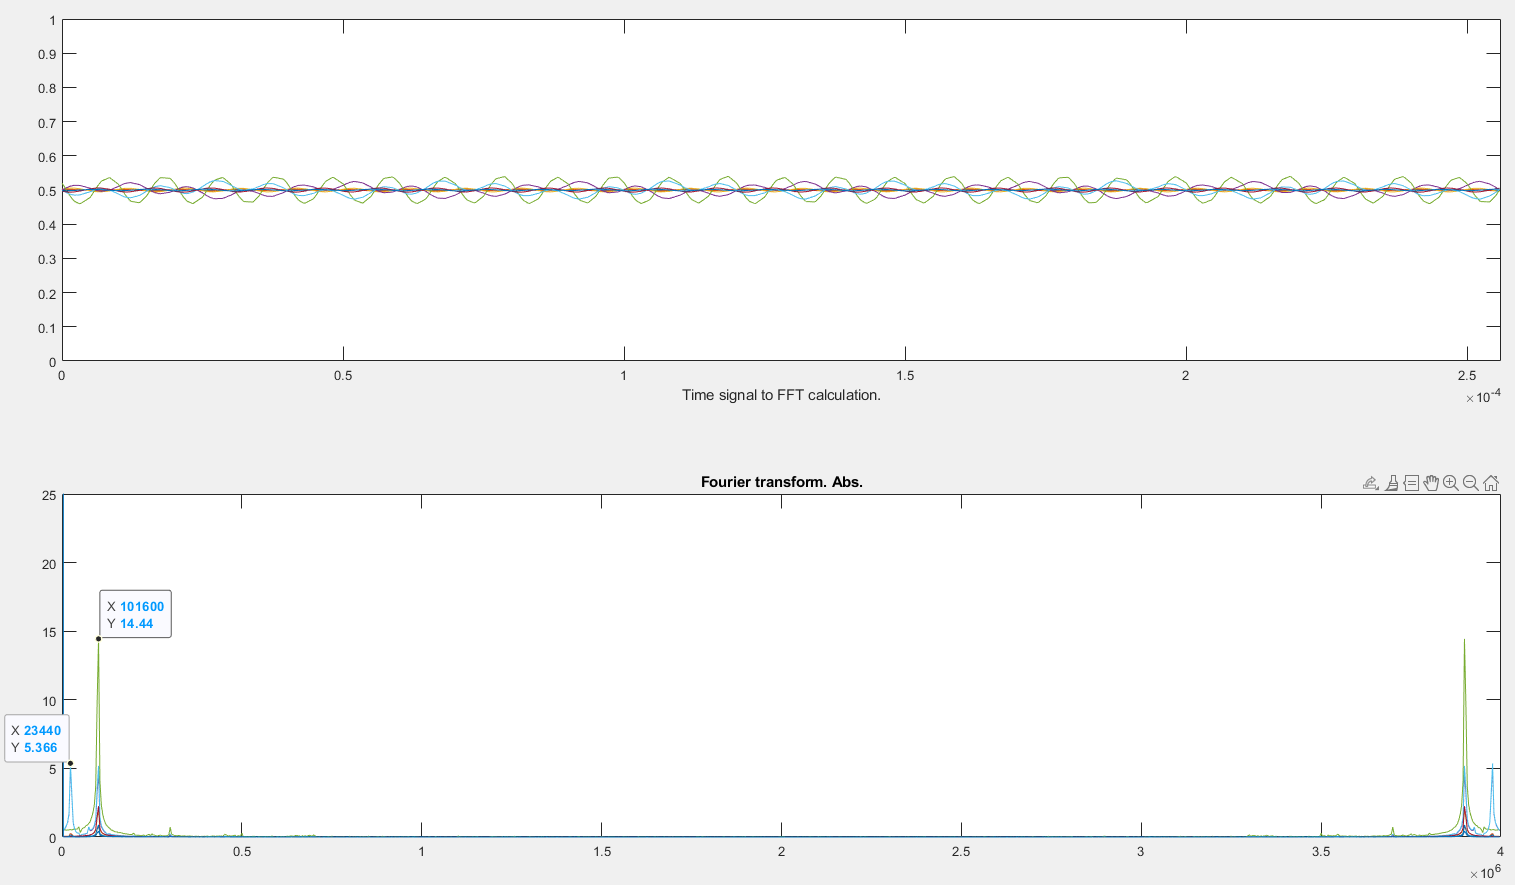 1
0.9
0.8
0.7
0.6
0.5
0.4
0.3
0.2
0.1
0
0 0.5 1 1.5 2 2.5
×10-4
Time signal to FFT calculation.
Fourier transform. Abs.
25
20
15
10
5
0
X 101600
Y 14.44
X 23440
Y 5.366
0 0.5 1 1.5 2 2.5 3 3.5 4
×106